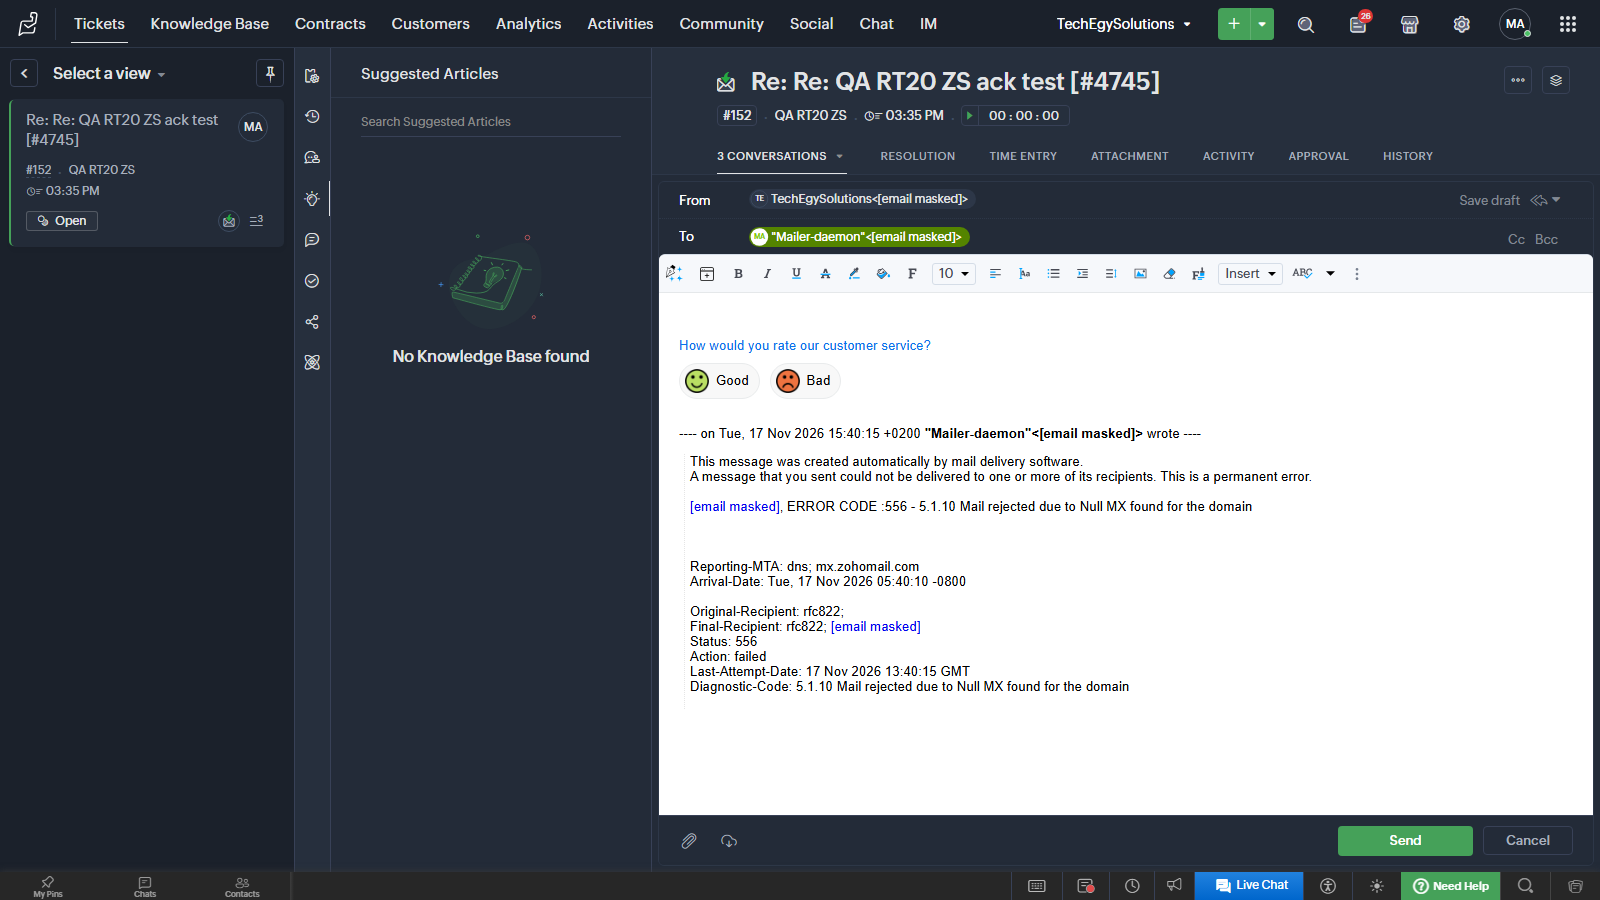 Tickets
Knowledge Base
Contracts
Customers
Analytics
Activities
Community
Social
Chat
IM
TechEgySolutions
26
MA
Select a view
Re: Re: QA RT20 ZS ack test
[#4745]
MA
#152 . QA RT20 ZS
03:35 PM
Open
3
Suggested Articles
Search Suggested Articles
No Knowledge Base found
Re: Re: QA RT20 ZS ack test [#4745]
#152 . QA RT20 ZS . 03:35 PM . 00 : 00 : 00
3 CONVERSATIONS
RESOLUTION
TIME ENTRY
ATTACHMENT
ACTIVITY
APPROVAL
HISTORY
From
TE TechEgySolutions<[email masked]>
Save draft
To
MA "Mailer-daemon"<[email masked]>
Cc Bcc
B I U A F 10 Aa Insert ABC
How would you rate our customer service?
Good
Bad
---- on Tue, 17 Nov 2026 15:40:15 +0200 "Mailer-daemon"<[email masked]> wrote ----
This message was created automatically by mail delivery software.
A message that you sent could not be delivered to one or more of its recipients. This is a permanent error.
[email masked], ERROR CODE :556 - 5.1.10 Mail rejected due to Null MX found for the domain
Reporting-MTA: dns; mx.zohomail.com
Arrival-Date: Tue, 17 Nov 2026 05:40:10 -0800
Original-Recipient: rfc822;
Final-Recipient: rfc822; [email masked]
Status: 556
Action: failed
Last-Attempt-Date: 17 Nov 2026 13:40:15 GMT
Diagnostic-Code: 5.1.10 Mail rejected due to Null MX found for the domain
Send
Cancel
My Pins
Chats
Contacts
Live Chat
Need Help